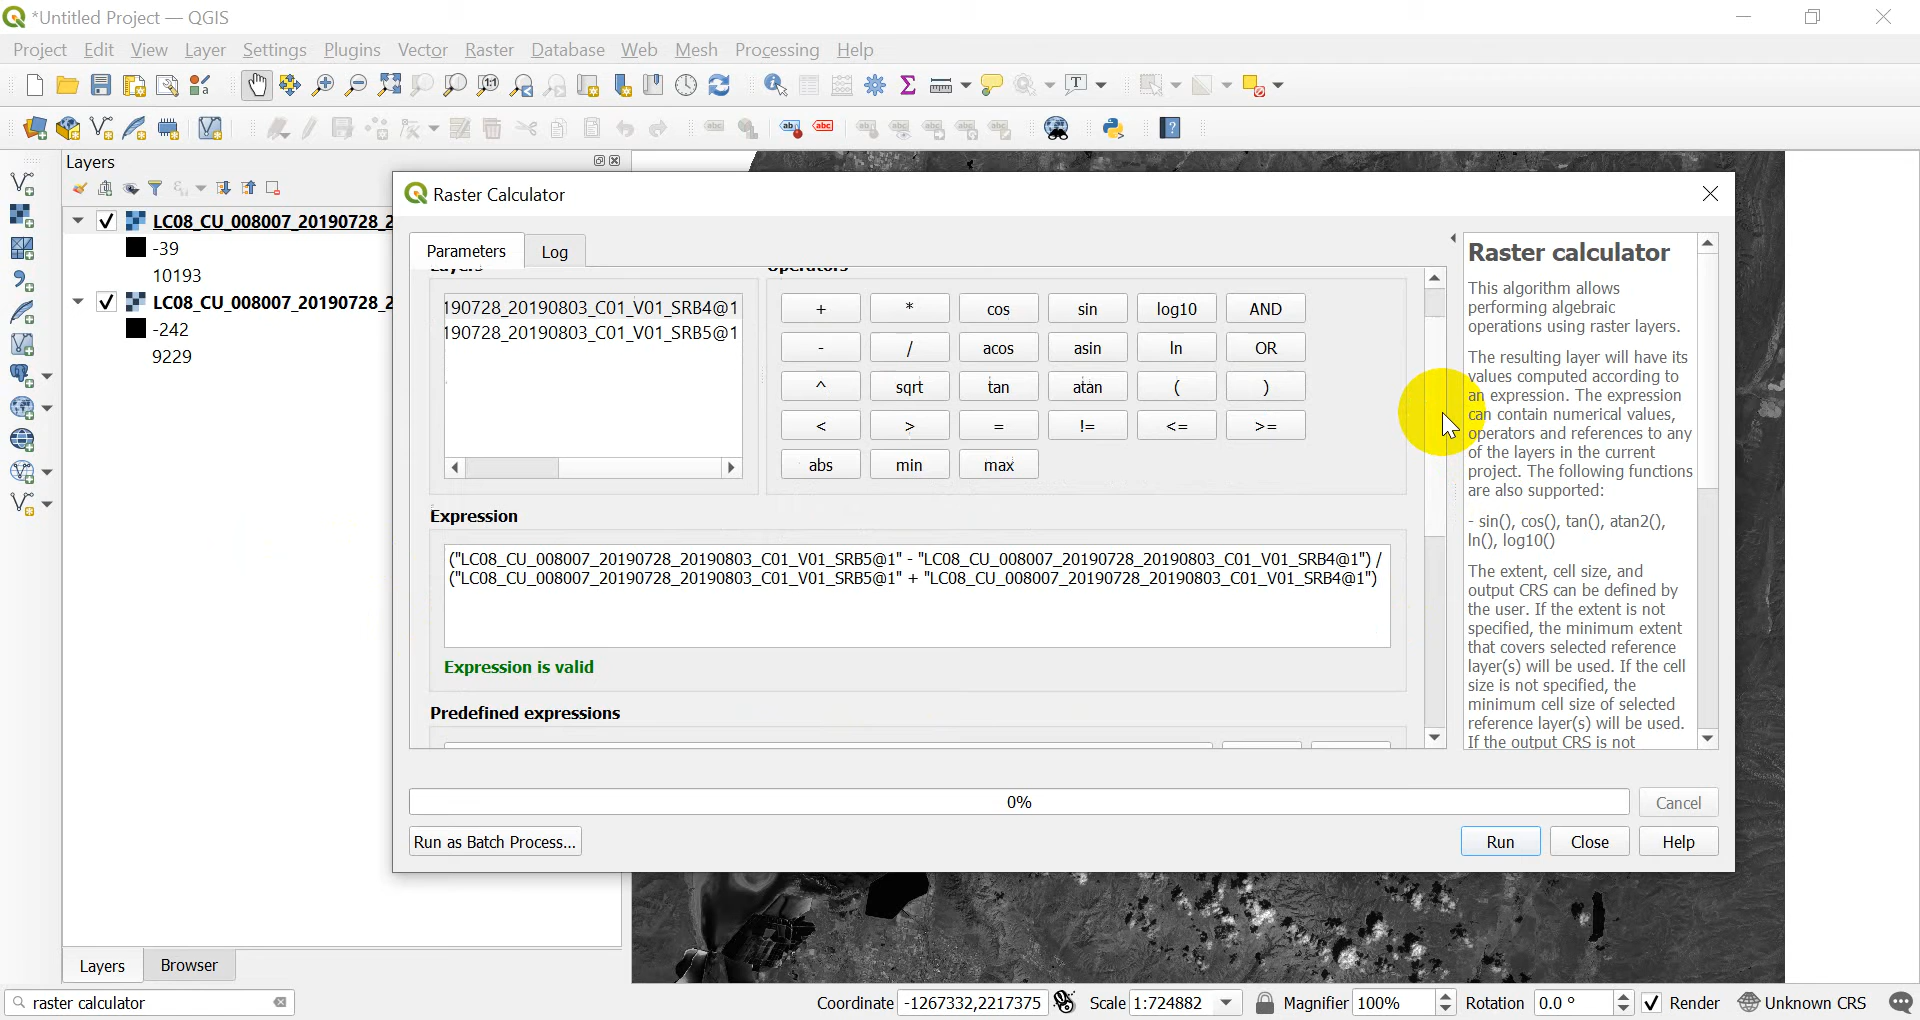 *Untitled Project — QGIS
Project Edit View Layer Settings Plugins Vector Raster Database Web Mesh Processing Help
Layers
LC08_CU_008007_20190728_2
-39
10193
LC08_CU_008007_20190728_2
-242
9229
Raster Calculator
Parameters Log
Layers Operators
190728_20190803_C01_V01_SRB4@1
190728_20190803_C01_V01_SRB5@1
+ * cos sin log10 AND
- / acos asin ln OR
^ sqrt tan atan ( )
< > = != <= >=
abs min max
Expression
("LC08_CU_008007_20190728_20190803_C01_V01_SRB5@1" - "LC08_CU_008007_20190728_20190803_C01_V01_SRB4@1") /
("LC08_CU_008007_20190728_20190803_C01_V01_SRB5@1" + "LC08_CU_008007_20190728_20190803_C01_V01_SRB4@1")
Expression is valid
Predefined expressions
Raster calculator
This algorithm allows
performing algebraic
operations using raster layers.
The resulting layer will have its
values computed according to
an expression. The expression
can contain numerical values,
operators and references to any
of the layers in the current
project. The following functions
are also supported:
- sin(), cos(), tan(), atan2(),
ln(), log10()
The extent, cell size, and
output CRS can be defined by
the user. If the extent is not
specified, the minimum extent
that covers selected reference
layer(s) will be used. If the cell
size is not specified, the
minimum cell size of selected
reference layer(s) will be used.
If the output CRS is not
0% Cancel
Run as Batch Process... Run Close Help
Layers Browser
raster calculator Coordinate -1267332,2217375 Scale 1:724882 Magnifier 100% Rotation 0.0 ° Render Unknown CRS